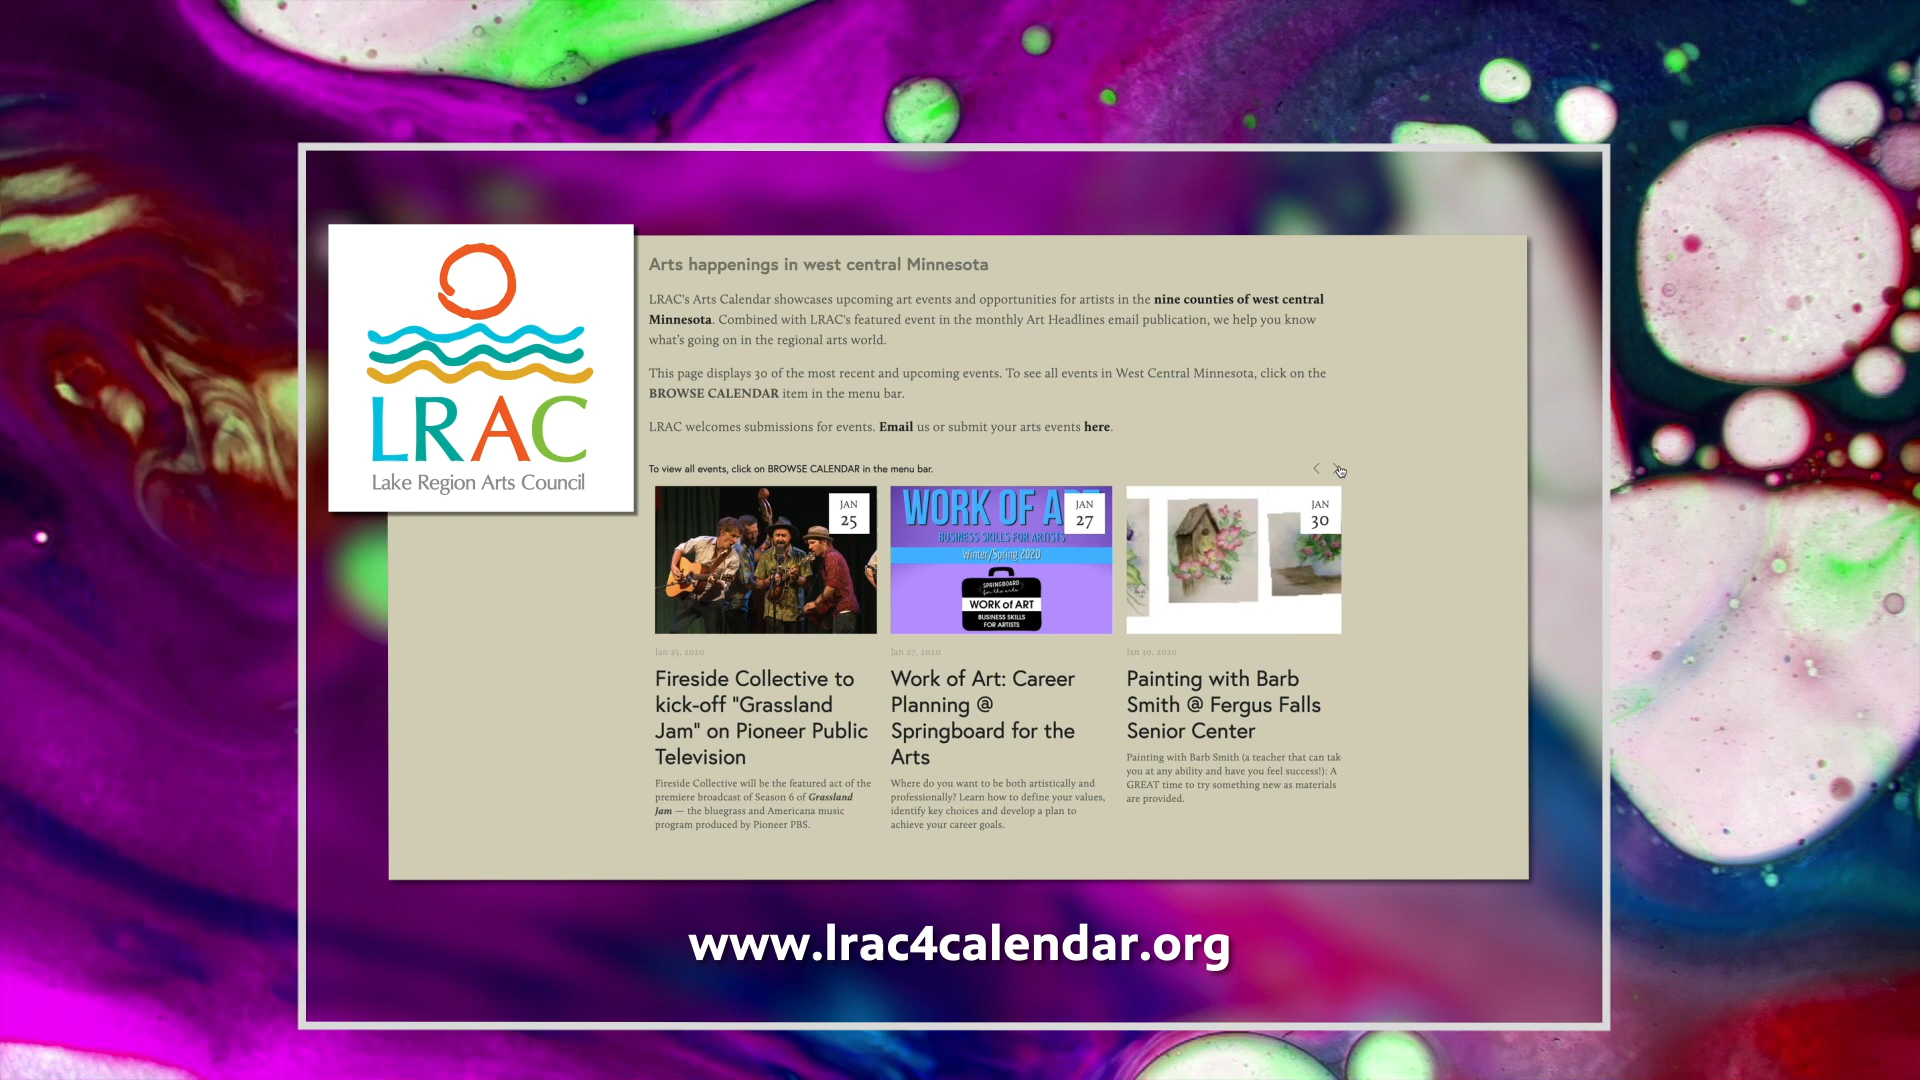 LRAC
Lake Region Arts Council
Arts happenings in west central Minnesota
LRAC's Arts Calendar showcases upcoming art events and opportunities for artists in the nine counties of west central
Minnesota. Combined with LRAC's featured event in the monthly Art Headlines email publication, we help you know
what's going on in the regional arts world.
This page displays 30 of the most recent and upcoming events. To see all events in West Central Minnesota, click on the
BROWSE CALENDAR item in the menu bar.
LRAC welcomes submissions for events. Email us or submit your arts events here.
To view all events, click on BROWSE CALENDAR in the menu bar.
JAN
25
Jan 25, 2020
Fireside Collective to
kick-off "Grassland
Jam" on Pioneer Public
Television
Fireside Collective will be the featured act of the
premiere broadcast of Season 6 of Grassland
Jam — the bluegrass and Americana music
program produced by Pioneer PBS.
WORK OF A
JAN
27
BUSINESS SKILLS FOR ARTISTS
Winter/Spring 2020
SPRINGBOARD
for the arts
WORK of ART
BUSINESS SKILLS
FOR ARTISTS
Jan 27, 2020
Work of Art: Career
Planning @
Springboard for the
Arts
Where do you want to be both artistically and
professionally? Learn how to define your values,
identify key choices and develop a plan to
achieve your career goals.
JAN
30
Jan 30, 2020
Painting with Barb
Smith @ Fergus Falls
Senior Center
Painting with Barb Smith (a teacher that can tak
you at any ability and have you feel success!): A
GREAT time to try something new as materials
are provided.
www.lrac4calendar.org